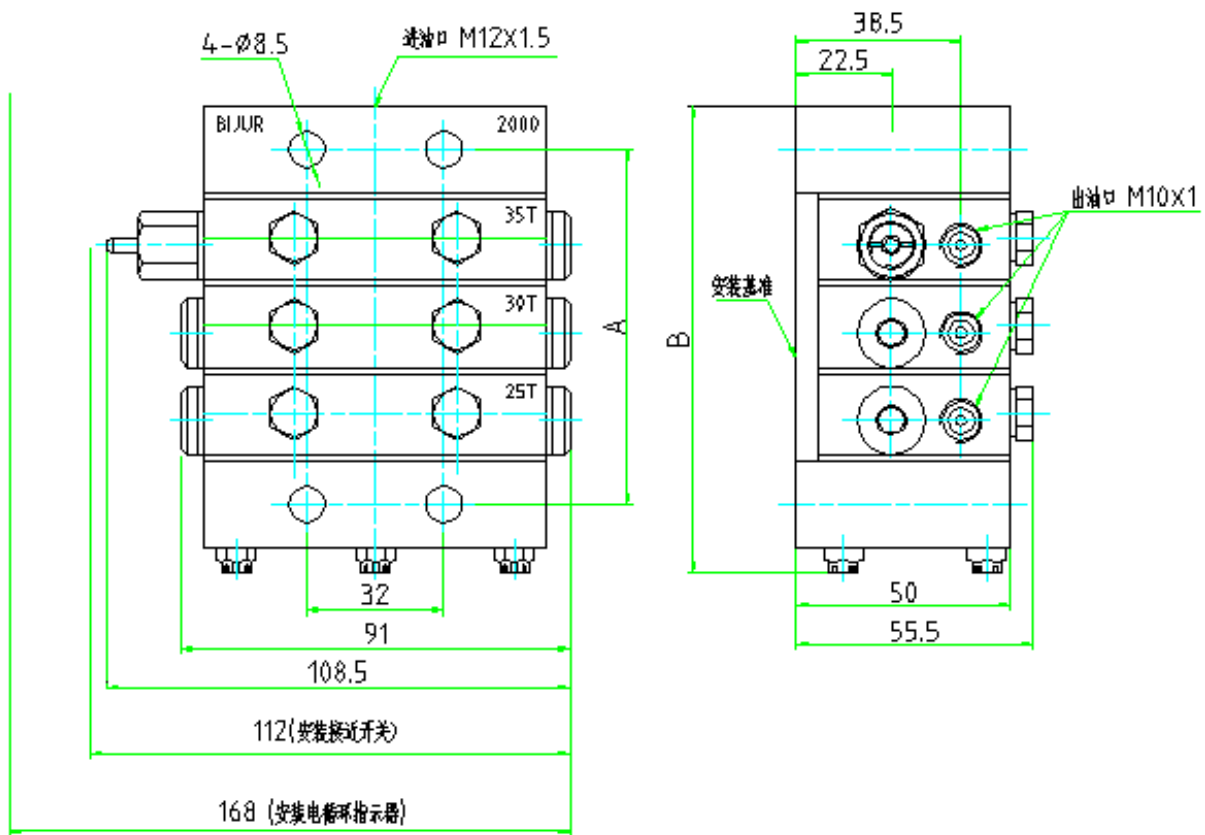 4-Ø8.5
进油口 M12X1.5
38.5
22.5
BIJUR
2000
35T
出油口 M10X1
安装基准
30T
A
B
25T
32
50
91
55.5
108.5
112(安装接近开关)
168 (安装电循环指示器)